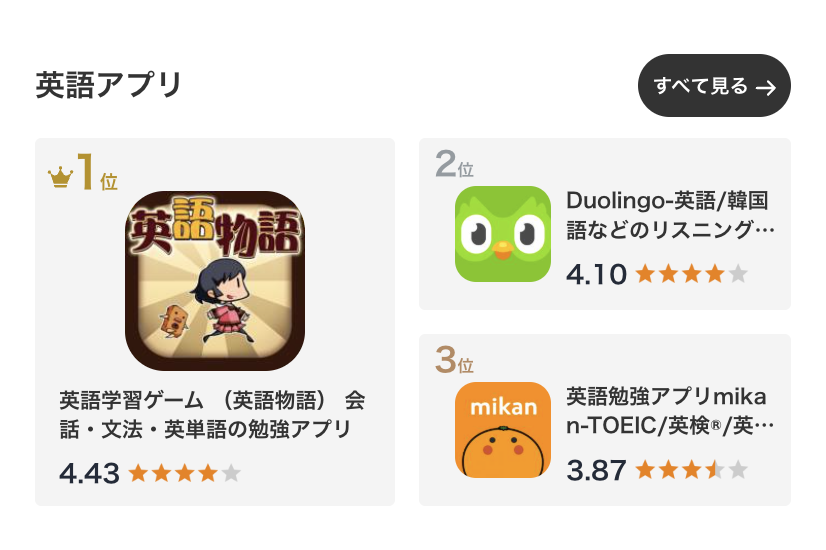 英語アプリ
すべて見る →
1位
英語物語
英語学習ゲーム （英語物語） 会
話・文法・英単語の勉強アプリ
4.43
2位
Duolingo-英語/韓国
語などのリスニング…
4.10
3位
mikan
英語勉強アプリmika
n-TOEIC/英検®/英…
3.87